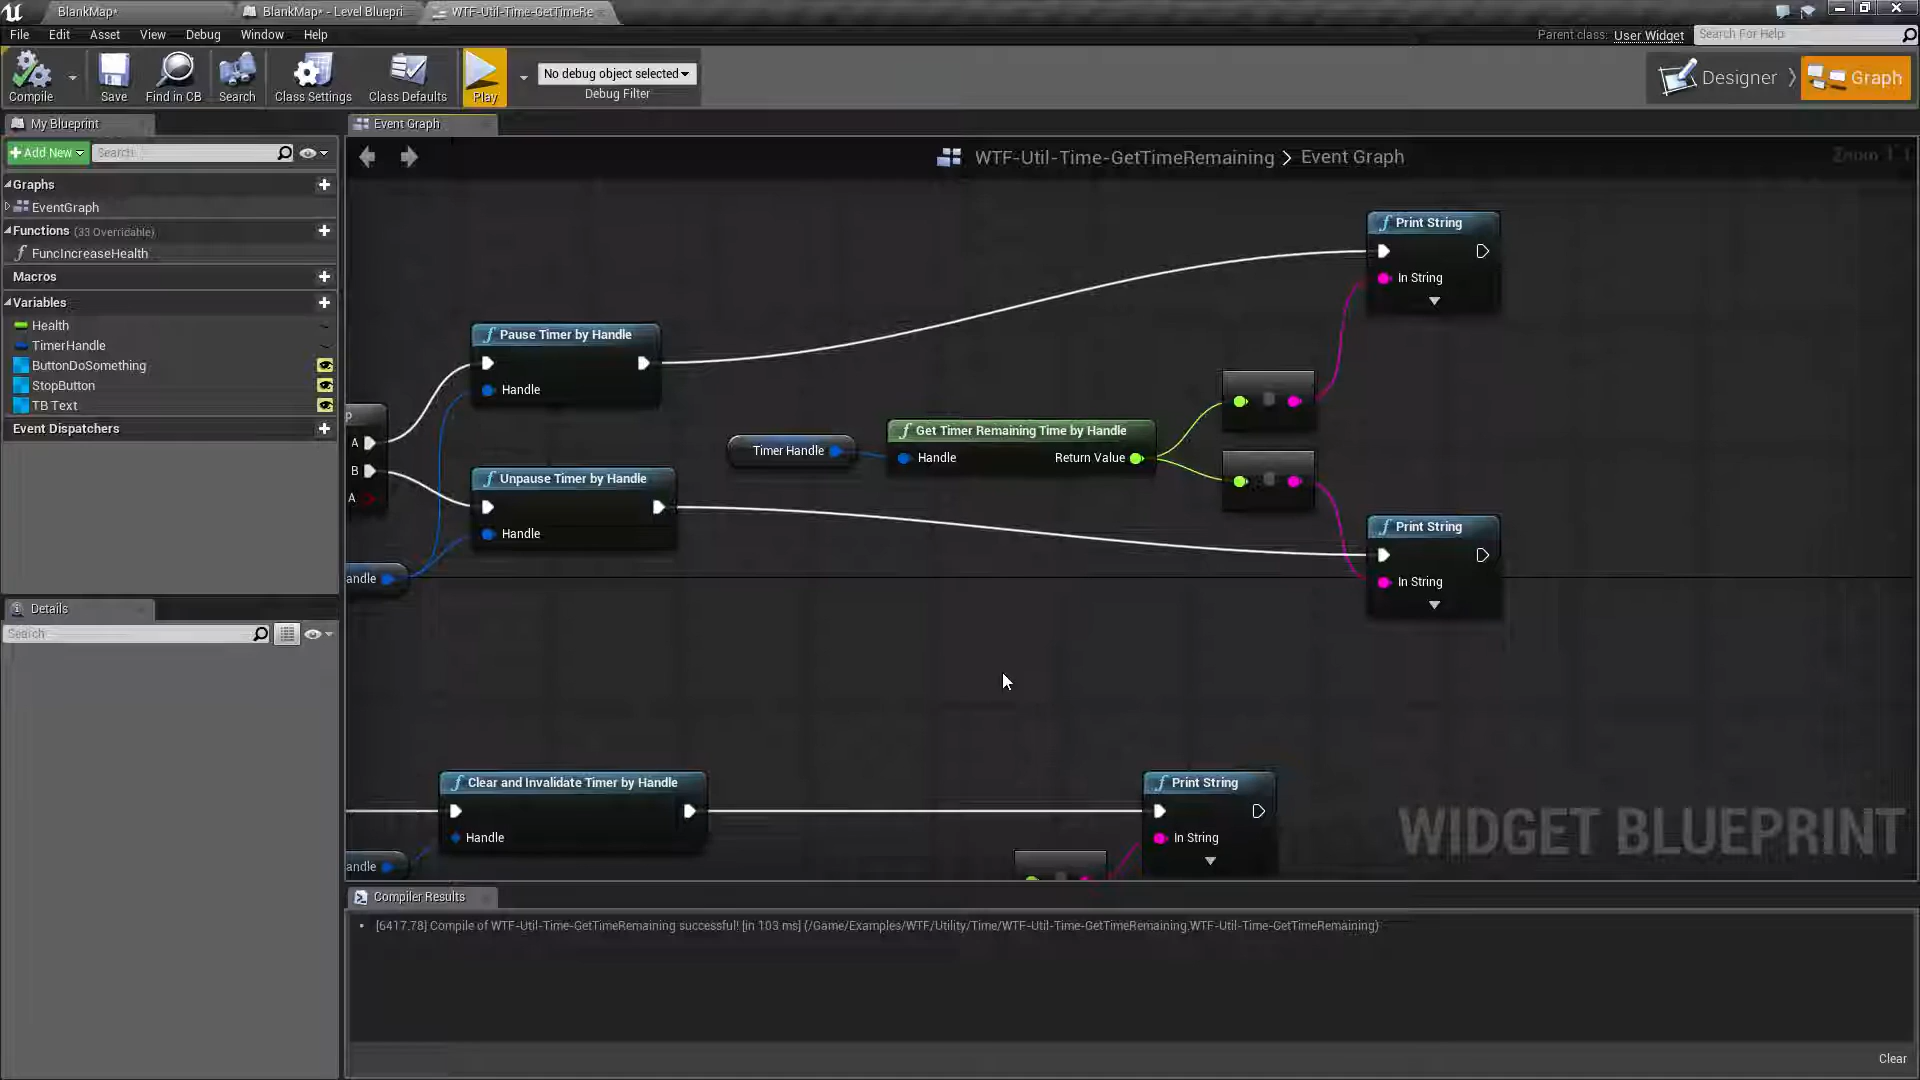 BlankMap*
BlankMap* - Level Bluepri
WTF-Util-Time-GetTimeRe
File Edit Asset View Debug Window Help
Parent class: User Widget
Search For Help
Compile
Save
Find in CB
Search
Class Settings
Class Defaults
Play
No debug object selected
Debug Filter
Designer
Graph
My Blueprint
Event Graph
Add New
Search
WTF-Util-Time-GetTimeRemaining > Event Graph
Zoom 1:1
Graphs
EventGraph
Functions (33 Overridable)
FuncIncreaseHealth
Macros
Variables
Health
TimerHandle
ButtonDoSomething
StopButton
TB Text
Event Dispatchers
Details
Search
Print String
In String
Pause Timer by Handle
Handle
p
A
B
A
Timer Handle
Get Timer Remaining Time by Handle
Handle
Return Value
Unpause Timer by Handle
Handle
andle
Print String
In String
Clear and Invalidate Timer by Handle
Handle
andle
Print String
In String
WIDGET BLUEPRINT
Compiler Results
[6417.78] Compile of WTF-Util-Time-GetTimeRemaining successful! [in 103 ms] (/Game/Examples/WTF/Utility/Time/WTF-Util-Time-GetTimeRemaining.WTF-Util-Time-GetTimeRemaining)
Clear